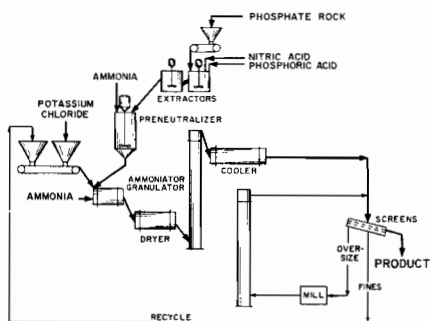 PHOSPHATE ROCK
NITRIC ACID
PHOSPHORIC ACID
AMMONIA
EXTRACTORS
POTASSIUM
CHLORIDE
PRENEUTRALIZER
AMMONIATOR
GRANULATOR
COOLER
AMMONIA
DRYER
SCREENS
OVER-
SIZE
PRODUCT
MILL
FINES
RECYCLE